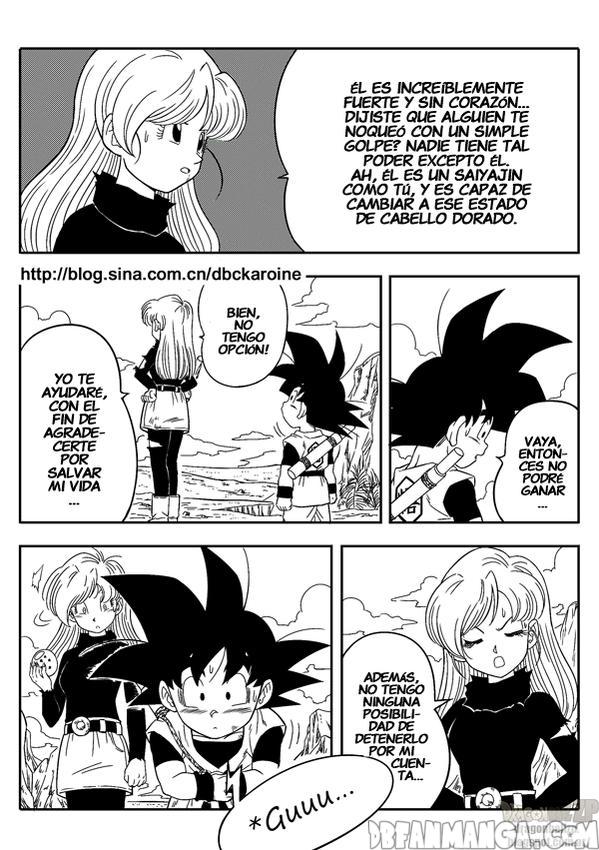 ÉL ES INCREÍBLEMENTE
FUERTE Y SIN CORAZÓN...
DIJISTE QUE ALGUIEN TE
NOQUEÓ CON UN SIMPLE
GOLPE? NADIE TIENE TAL
PODER EXCEPTO ÉL.
AH, ÉL ES UN SAIYAJIN
COMO TÚ, Y ES CAPAZ DE
CAMBIAR A ESE ESTADO
DE CABELLO DORADO.
http://blog.sina.com.cn/dbckaroine
BIEN,
NO TENGO
OPCIÓN!
YO TE
AYUDARÉ,
CON EL
FIN DE
AGRADE-
CERTE
POR
SALVAR
MI VIDA
...
VAYA,
ENTON-
CES NO
PODRÉ
GANAR
...
ADEMÁS,
NO TENGO
NINGUNA
POSIBILI-
DAD DE
DETENERLO
POR MI
CUEN-
TA...
*Guuu...
DBFANMANGA.COM